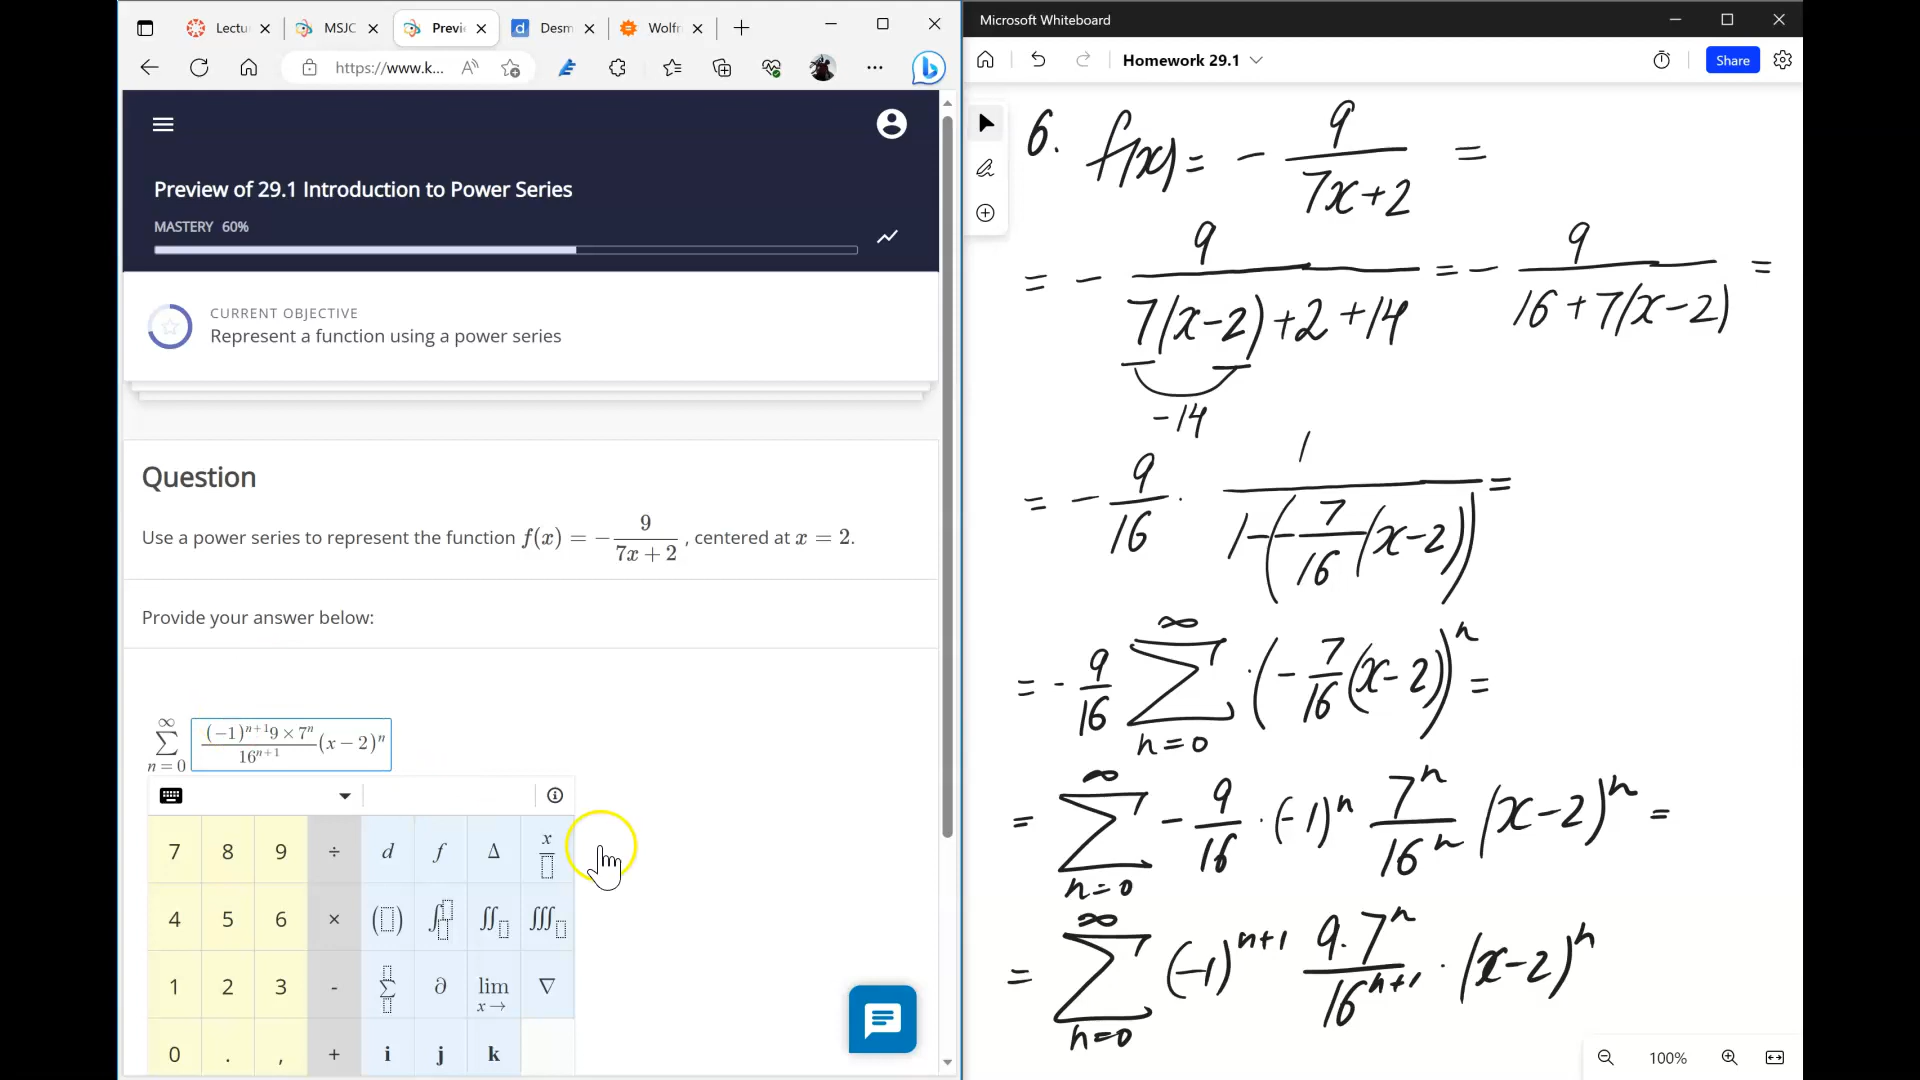 Lectu
MSJC
Previ
Desm
Wolfr
https://www.k...
Microsoft Whiteboard
Homework 29.1
Share
Preview of 29.1 Introduction to Power Series
MASTERY 60%
CURRENT OBJECTIVE
Represent a function using a power series
Question
Use a power series to represent the function f(x) = −9/(7x + 2), centered at x = 2.
Provide your answer below:
∑_{n=0}^{∞} ((−1)^{n+1}9 × 7^n)/(16^{n+1}) (x − 2)^n
7 8 9 ÷ d f Δ x/□
4 5 6 × (□) ∫ ∫∫ ∫∫∫
1 2 3 - ∑ ∂ lim x→ ∇
0 . , + i j k
6. f(x) = − 9/(7x+2) =
= − 9/(7(x−2)+2+14) = − 9/(16+7(x−2)) =
−14
= − 9/16 · 1/(1−(−7/16(x−2))) =
= − 9/16 ∑_{n=0}^{∞} · (−7/16(x−2))^n =
= ∑_{n=0}^{∞} − 9/16 · (−1)^n 7^n/16^n (x−2)^n =
= ∑_{n=0}^{∞} (−1)^{n+1} 9·7^n/16^{n+1} · (x−2)^n
100%